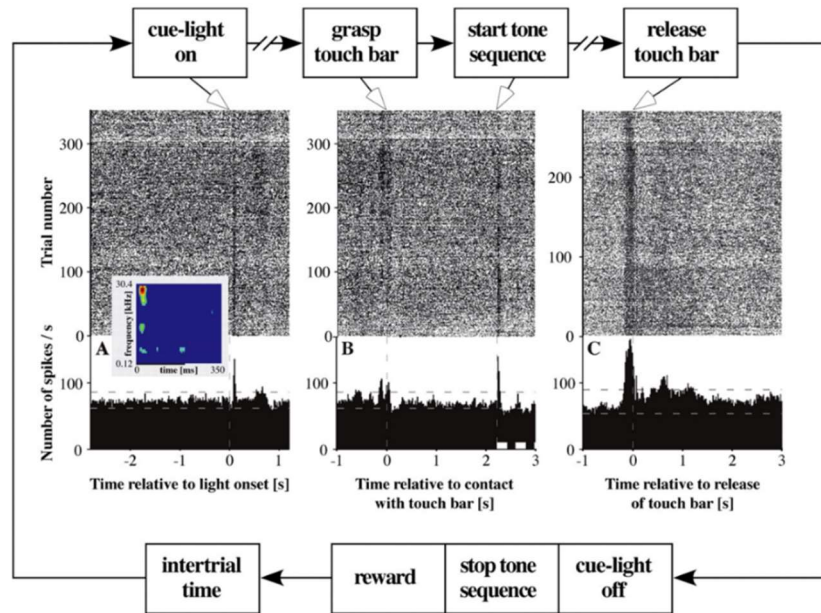 cue-light
on
grasp
touch bar
start tone
sequence
release
touch bar
Trial number
300
200
100
0
A
30.4
frequency [kHz]
0.12
0
time [ms]
350
Number of spikes / s
100
0
-2
-1
0
1
Time relative to light onset [s]
300
200
100
0
B
100
0
-1
0
1
2
3
Time relative to contact
with touch bar [s]
200
100
0
C
100
0
-1
0
1
2
3
Time relative to release
of touch bar [s]
intertrial
time
reward
stop tone
sequence
cue-light
off